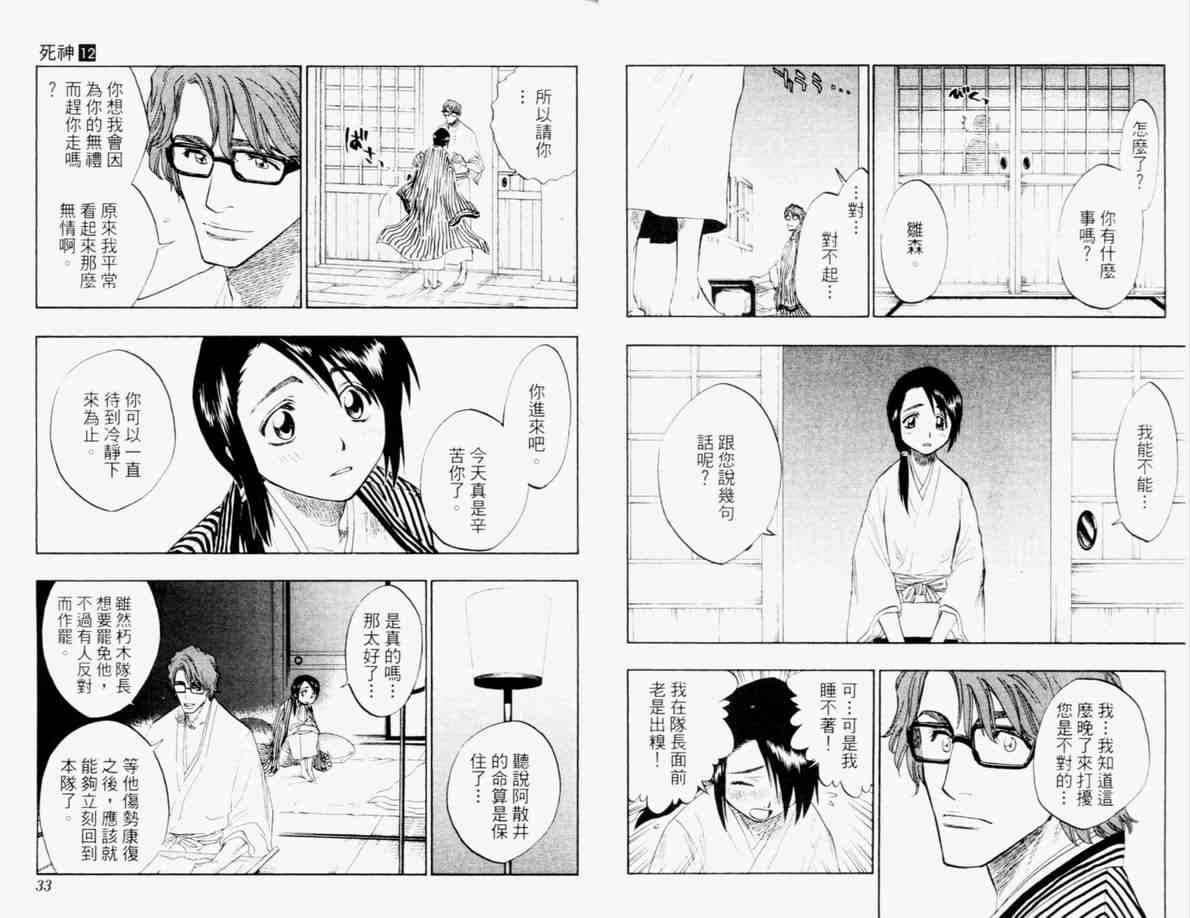 死神12
怎麼了？
你有什麼
事嗎？
びくっ
雛森。
…對…
對不起…
我能不能…
跟您說幾句
話呢？
我…我知道這
麼晚了來打擾
您是不對的…
可…可是我
睡不著！
我在隊長面前
老是出糗！
所以請你
…
ばさっ
你想我會因
為你的無禮
而趕你走嗎
？
原來我平常
看起來那麼
無情啊。
你進來吧。
今天真是辛
苦你了。
你可以一直
待到冷靜下
來為止。
聽說阿散井
的命算是保
住了…
是真的嗎…
那太好了…
雖然朽木隊長
想要罷免他，
不過有人反對
而作罷。
等他傷勢康復
之後，應該就
能夠立刻回到
本隊了。
33